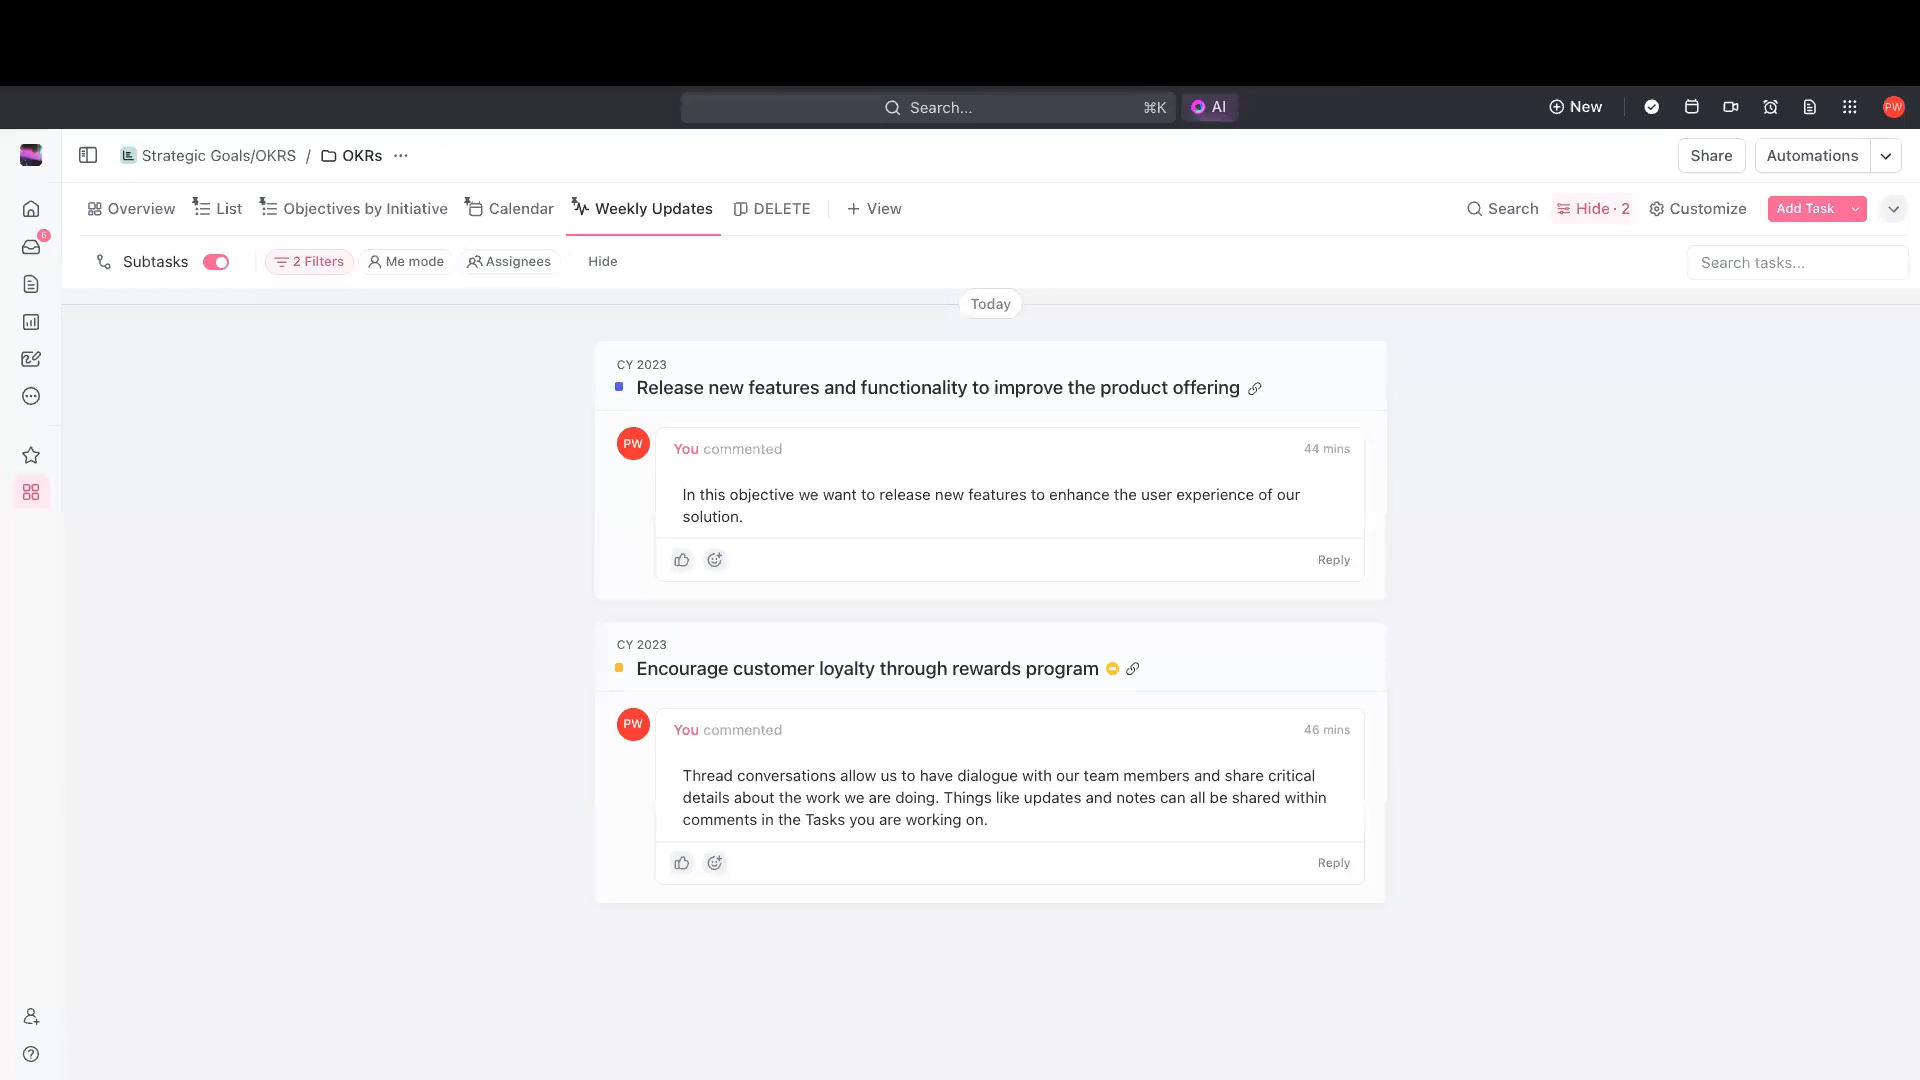 Search...
⌘K
AI
New
PW
Strategic Goals/OKRS / OKRs ...
Share
Automations
Overview
List
Objectives by Initiative
Calendar
Weekly Updates
DELETE
+ View
Search
Hide · 2
Customize
Add Task
6
Subtasks
2 Filters
Me mode
Assignees
Hide
Search tasks...
Today
CY 2023
Release new features and functionality to improve the product offering
PW
You commented
44 mins
In this objective we want to release new features to enhance the user experience of our
solution.
Reply
CY 2023
Encourage customer loyalty through rewards program
PW
You commented
46 mins
Thread conversations allow us to have dialogue with our team members and share critical
details about the work we are doing. Things like updates and notes can all be shared within
comments in the Tasks you are working on.
Reply